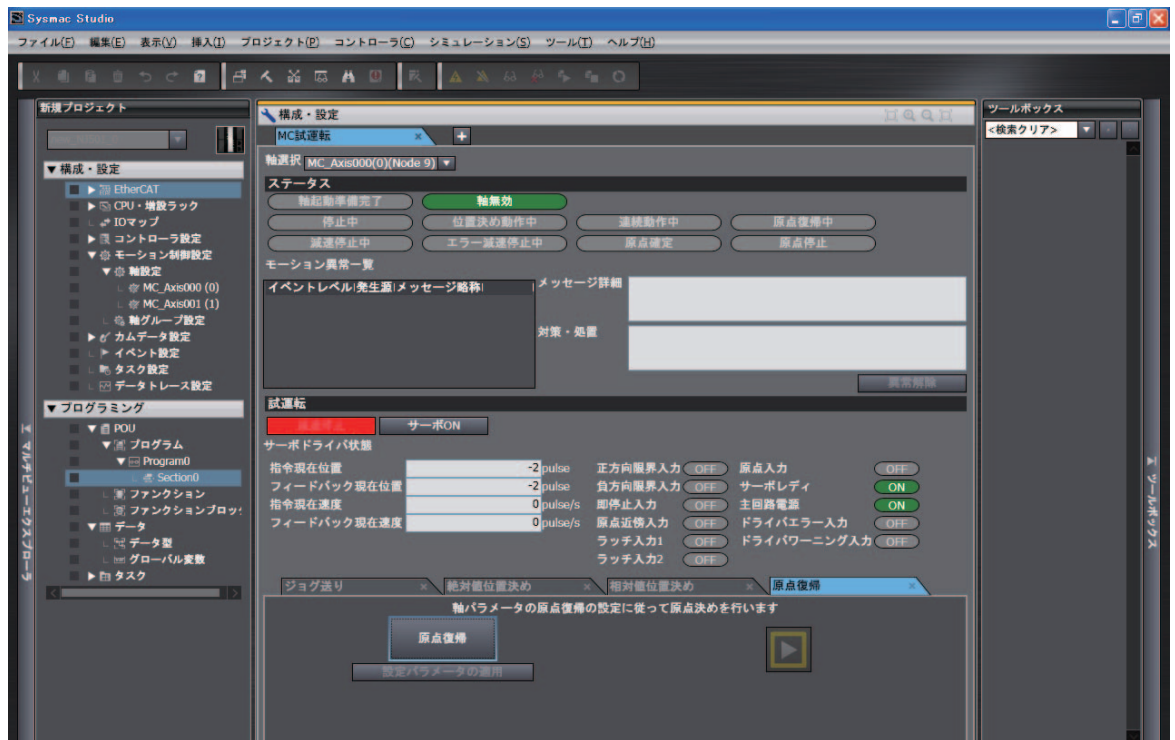 Sysmac Studio
ファイル(F) 編集(E) 表示(V) 挿入(I) プロジェクト(P) コントローラ(C) シミュレーション(S) ツール(T) ヘルプ(H)
新規プロジェクト
構成・設定
EtherCAT
CPU・増設ラック
IOマップ
コントローラ設定
モーション制御設定
軸設定
MC_Axis000 (0)
MC_Axis001 (1)
軸グループ設定
カムデータ設定
イベント設定
タスク設定
データトレース設定
プログラミング
POU
プログラム
Program0
Section0
ファンクション
ファンクションブロック
データ
データ型
グローバル変数
タスク
マルチビューエクスプローラ
構成・設定
MC試運転
軸選択 MC_Axis000(0)(Node 9)
ステータス
軸起動準備完了 軸無効
停止中 位置決め動作中 連続動作中 原点復帰中
減速停止中 エラー減速停止中 原点確定 原点停止
モーション異常一覧
イベントレベル|発生源|メッセージ略称|
メッセージ詳細
対策・処置
異常解除
試運転
減速停止 サーボON
サーボドライバ状態
指令現在位置 -2 pulse 正方向限界入力 OFF 原点入力 OFF
フィードバック現在位置 -2 pulse 負方向限界入力 OFF サーボレディ ON
指令現在速度 0 pulse/s 即停止入力 OFF 主回路電源 ON
フィードバック現在速度 0 pulse/s 原点近傍入力 OFF ドライバエラー入力 OFF
ラッチ入力1 OFF ドライバワーニング入力 OFF
ラッチ入力2 OFF
ジョグ送り 絶対値位置決め 相対値位置決め 原点復帰
軸パラメータの原点復帰の設定に従って原点決めを行います
原点復帰
設定パラメータの適用
ツールボックス
<検索クリア>
ツールボックス